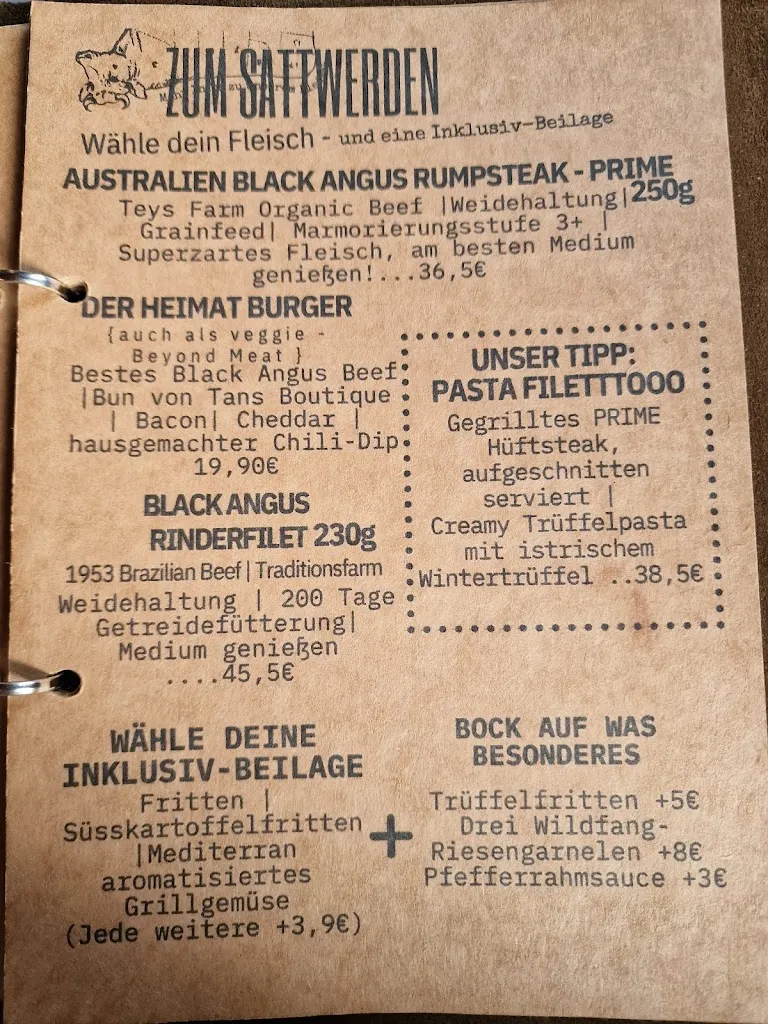 ZUM SATTWERDEN
Wähle dein Fleisch - und eine Inklusiv-Beilage
AUSTRALIEN BLACK ANGUS RUMPSTEAK - PRIME
250g
Teys Farm Organic Beef |Weidehaltung|
Grainfeed| Marmorierungsstufe 3+ |
Superzartes Fleisch, am besten Medium
genießen!...36,5€
DER HEIMAT BURGER
{auch als veggie -
Beyond Meat }
Bestes Black Angus Beef
|Bun von Tans Boutique
| Bacon| Cheddar |
hausgemachter Chili-Dip
19,90€
BLACK ANGUS
RINDERFILET 230g
1953 Brazilian Beef | Traditionsfarm
Weidehaltung | 200 Tage
Getreidefütterung|
Medium genießen
....45,5€
UNSER TIPP:
PASTA FILETTTOOO
Gegrilltes PRIME
Hüftsteak,
aufgeschnitten
serviert |
Creamy Trüffelpasta
mit istrischem
Wintertrüffel ..38,5€
WÄHLE DEINE
INKLUSIV-BEILAGE
Fritten |
Süsskartoffelfritten
|Mediterran
aromatisiertes
Grillgemüse
(Jede weitere +3,9€)
+
BOCK AUF WAS
BESONDERES
Trüffelfritten +5€
Drei Wildfang-
Riesengarnelen +8€
Pfefferrahmsauce +3€